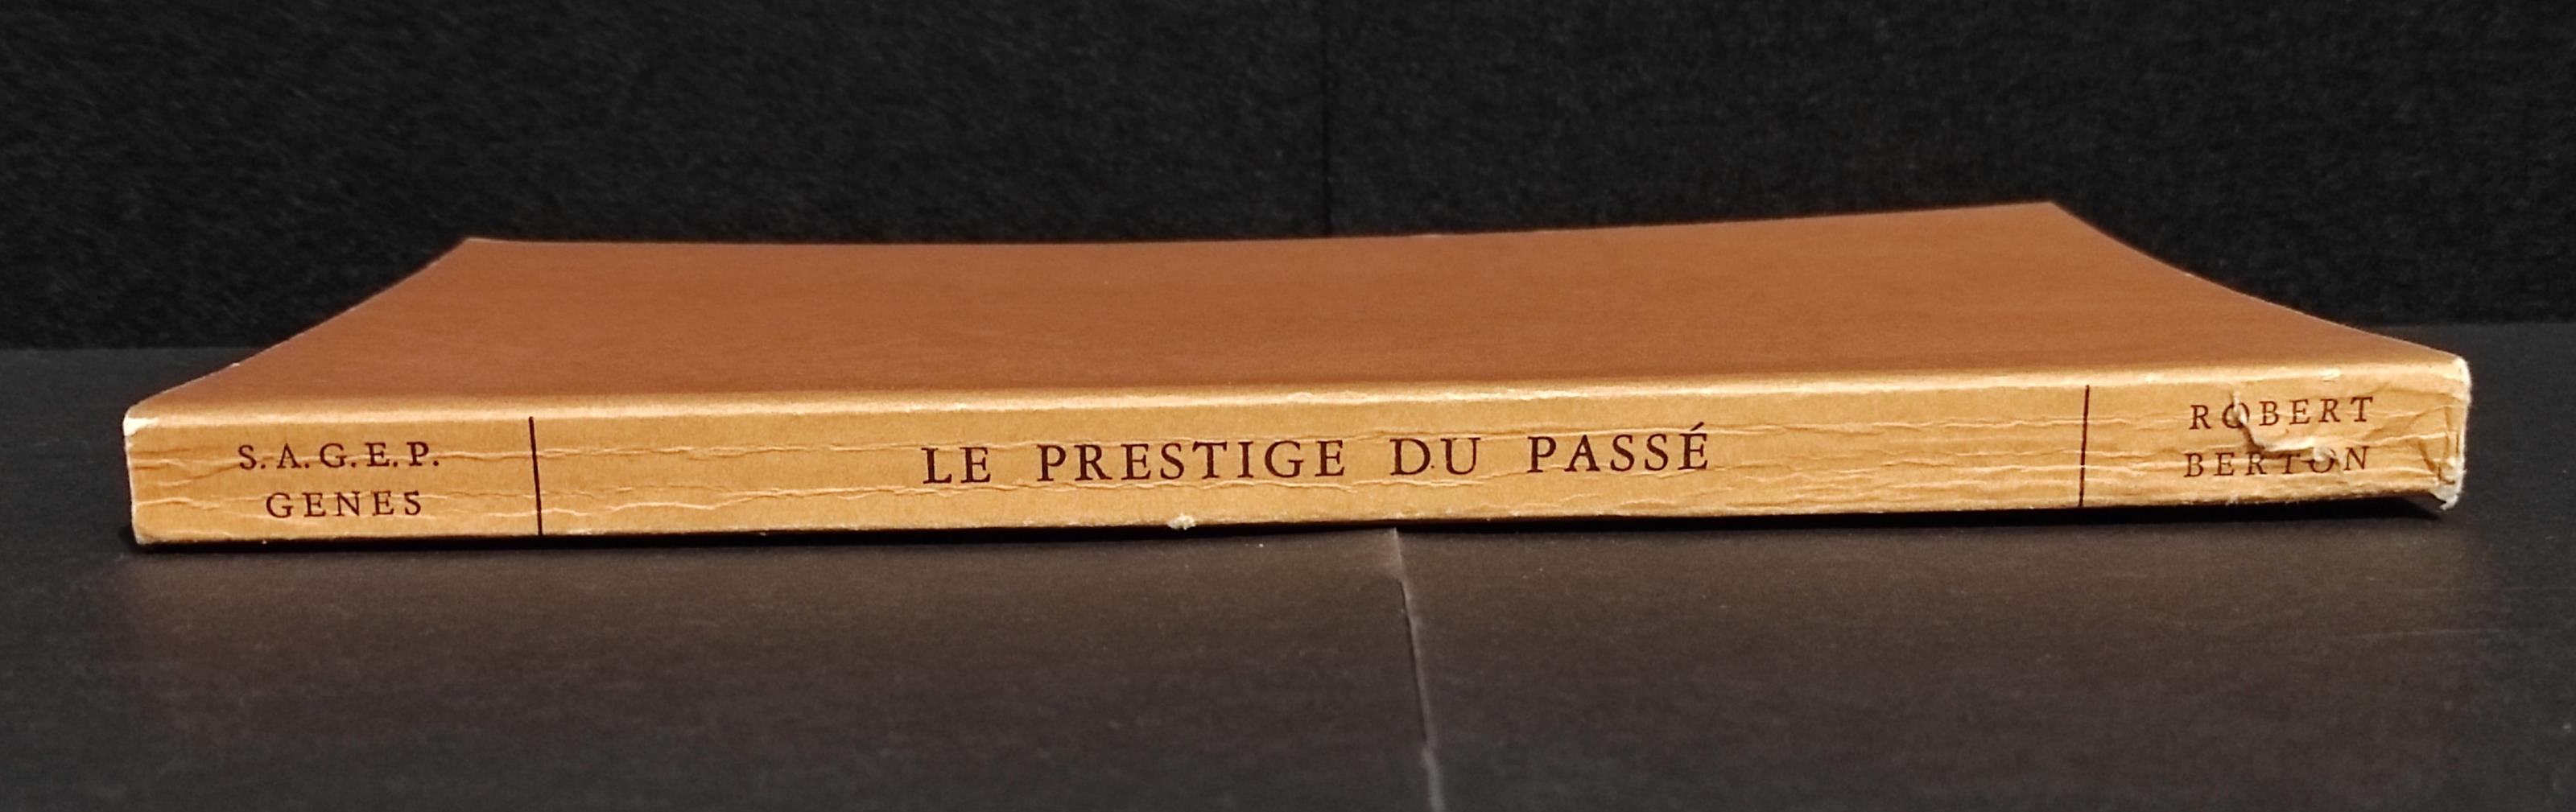 S.A.G.E.P.
GENES
LE PRESTIGE DU PASSÉ
ROBERT
BERTON